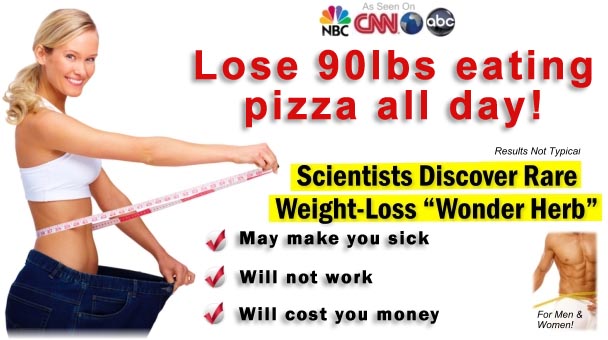 As Seen On
NBC CNN abc
Lose 90lbs eating
pizza all day!
Results Not Typical
Scientists Discover Rare
Weight-Loss “Wonder Herb”
May make you sick
Will not work
Will cost you money
For Men &
Women!